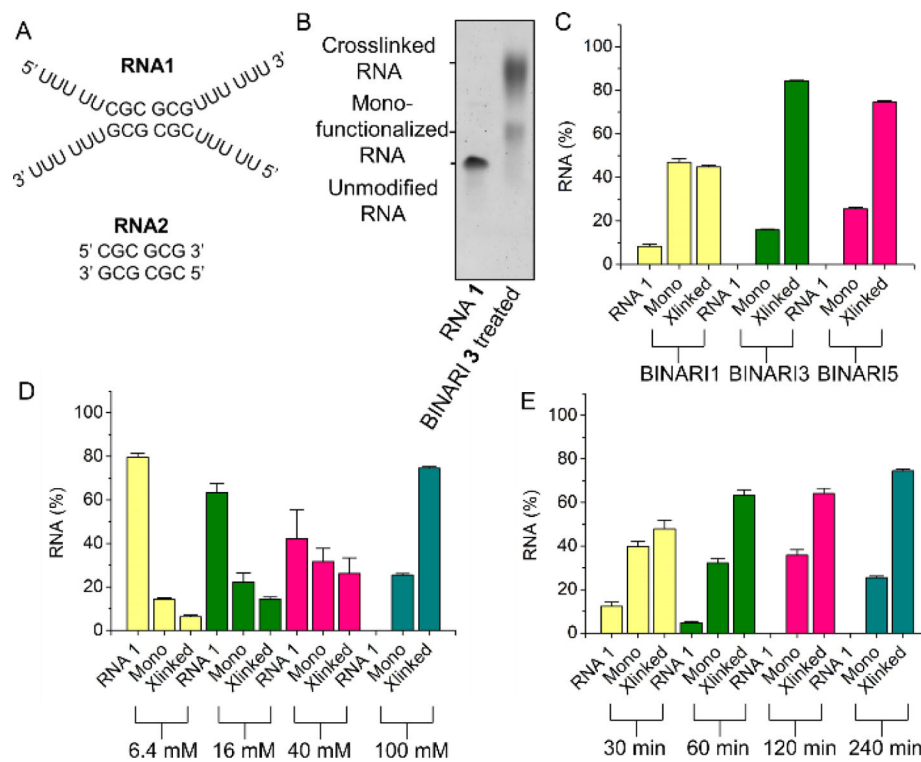 A
RNA1
5' UUU UUCGC GCGUUU UUU 3'
3' UUU UUUGCG CGCUUU UU 5'
RNA2
5' CGC GCG 3'
3' GCG CGC 5'
B
Crosslinked
RNA
Mono-
functionalized
RNA
Unmodified
RNA
RNA 1
BINARI 3 treated
C
RNA (%)
100
80
60
40
20
0
RNA 1
Mono
Xlinked
RNA 1
Mono
Xlinked
RNA 1
Mono
Xlinked
BINARI1 BINARI3 BINARI5
D
RNA (%)
100
80
60
40
20
0
RNA 1
Mono
Xlinked
RNA 1
Mono
Xlinked
RNA 1
Mono
Xlinked
RNA 1
Mono
Xlinked
6.4 mM 16 mM 40 mM 100 mM
E
RNA (%)
100
80
60
40
20
0
RNA 1
Mono
Xlinked
RNA 1
Mono
Xlinked
RNA 1
Mono
Xlinked
RNA 1
Mono
Xlinked
30 min 60 min 120 min 240 min